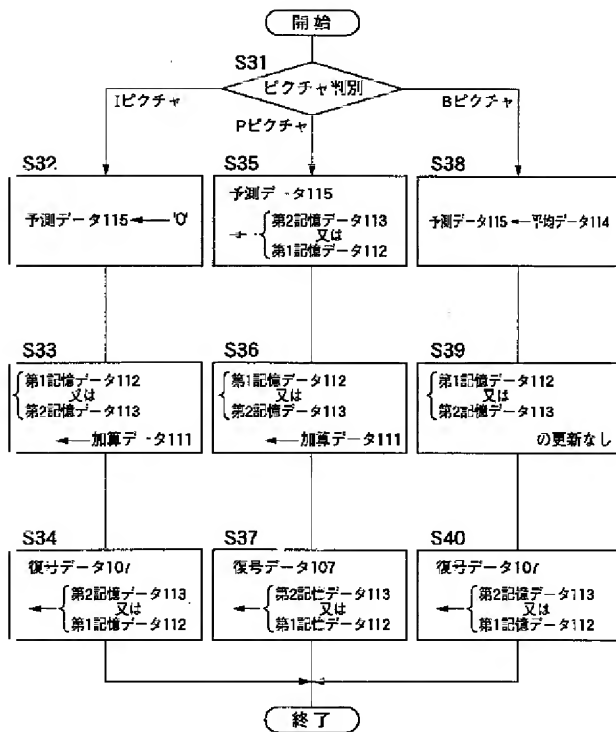 開始
S31
ピクチャ判別
Iピクチャ
Pピクチャ
Bピクチャ
S32
予測データ115 ← '0'
S35
予測データ115
← { 第2記憶データ113
又は
第1記憶データ112
S38
予測データ115 ← 平均データ114
S33
{ 第1記憶データ112
又は
第2記憶データ113
← 加算データ111
S36
{ 第1記憶データ112
又は
第2記憶データ113
← 加算データ111
S39
{ 第1記憶データ112
又は
第2記憶データ113
の更新なし
S34
復号データ107
← { 第2記憶データ113
又は
第1記憶データ112
S37
復号データ107
← { 第2記憶データ113
又は
第1記憶データ112
S40
復号データ107
← { 第2記憶データ113
又は
第1記憶データ112
終了